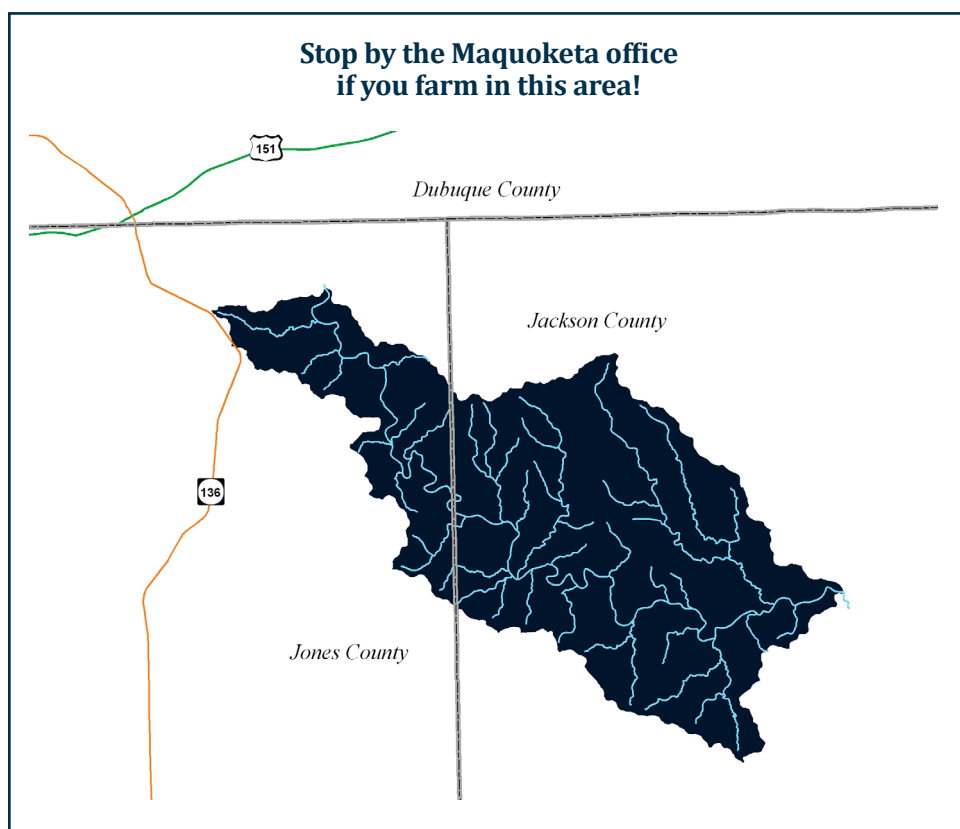 Stop by the Maquoketa office
if you farm in this area!
151
Dubuque County
Jackson County
136
Jones County